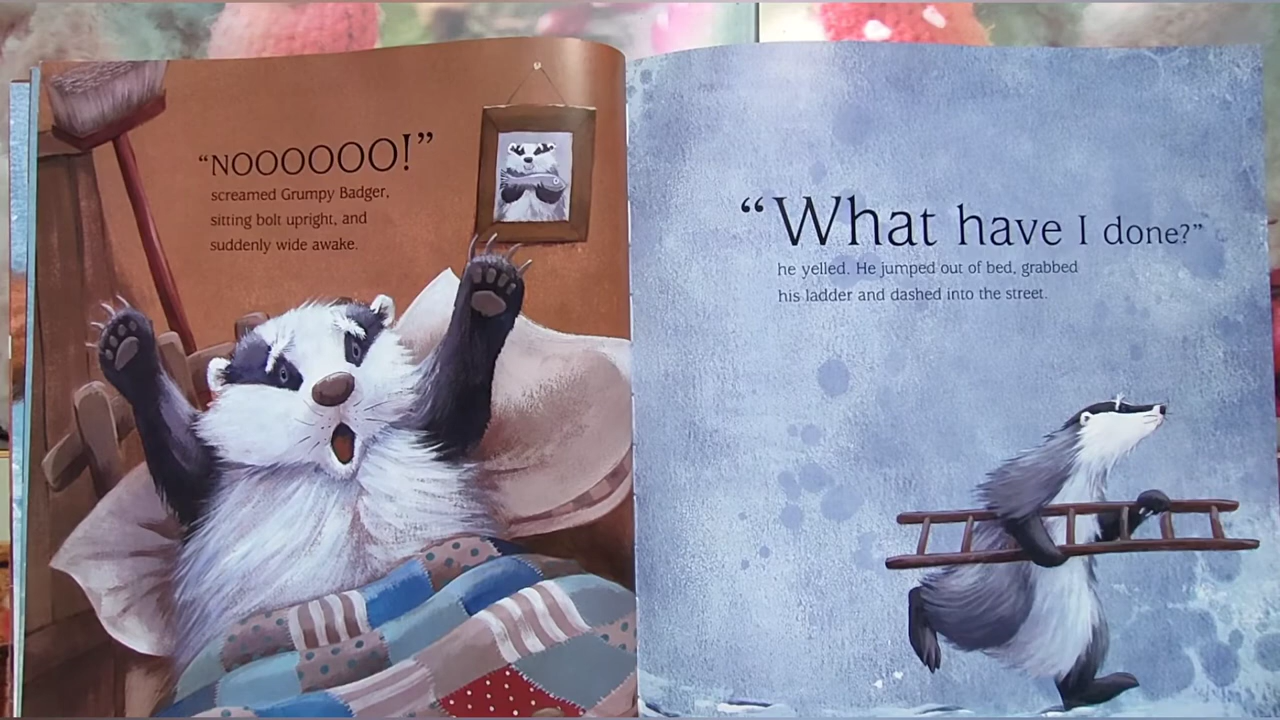 “NOOOOOO!”
screamed Grumpy Badger,
sitting bolt upright, and
suddenly wide awake.
“What have I done?”
he yelled. He jumped out of bed, grabbed
his ladder and dashed into the street.